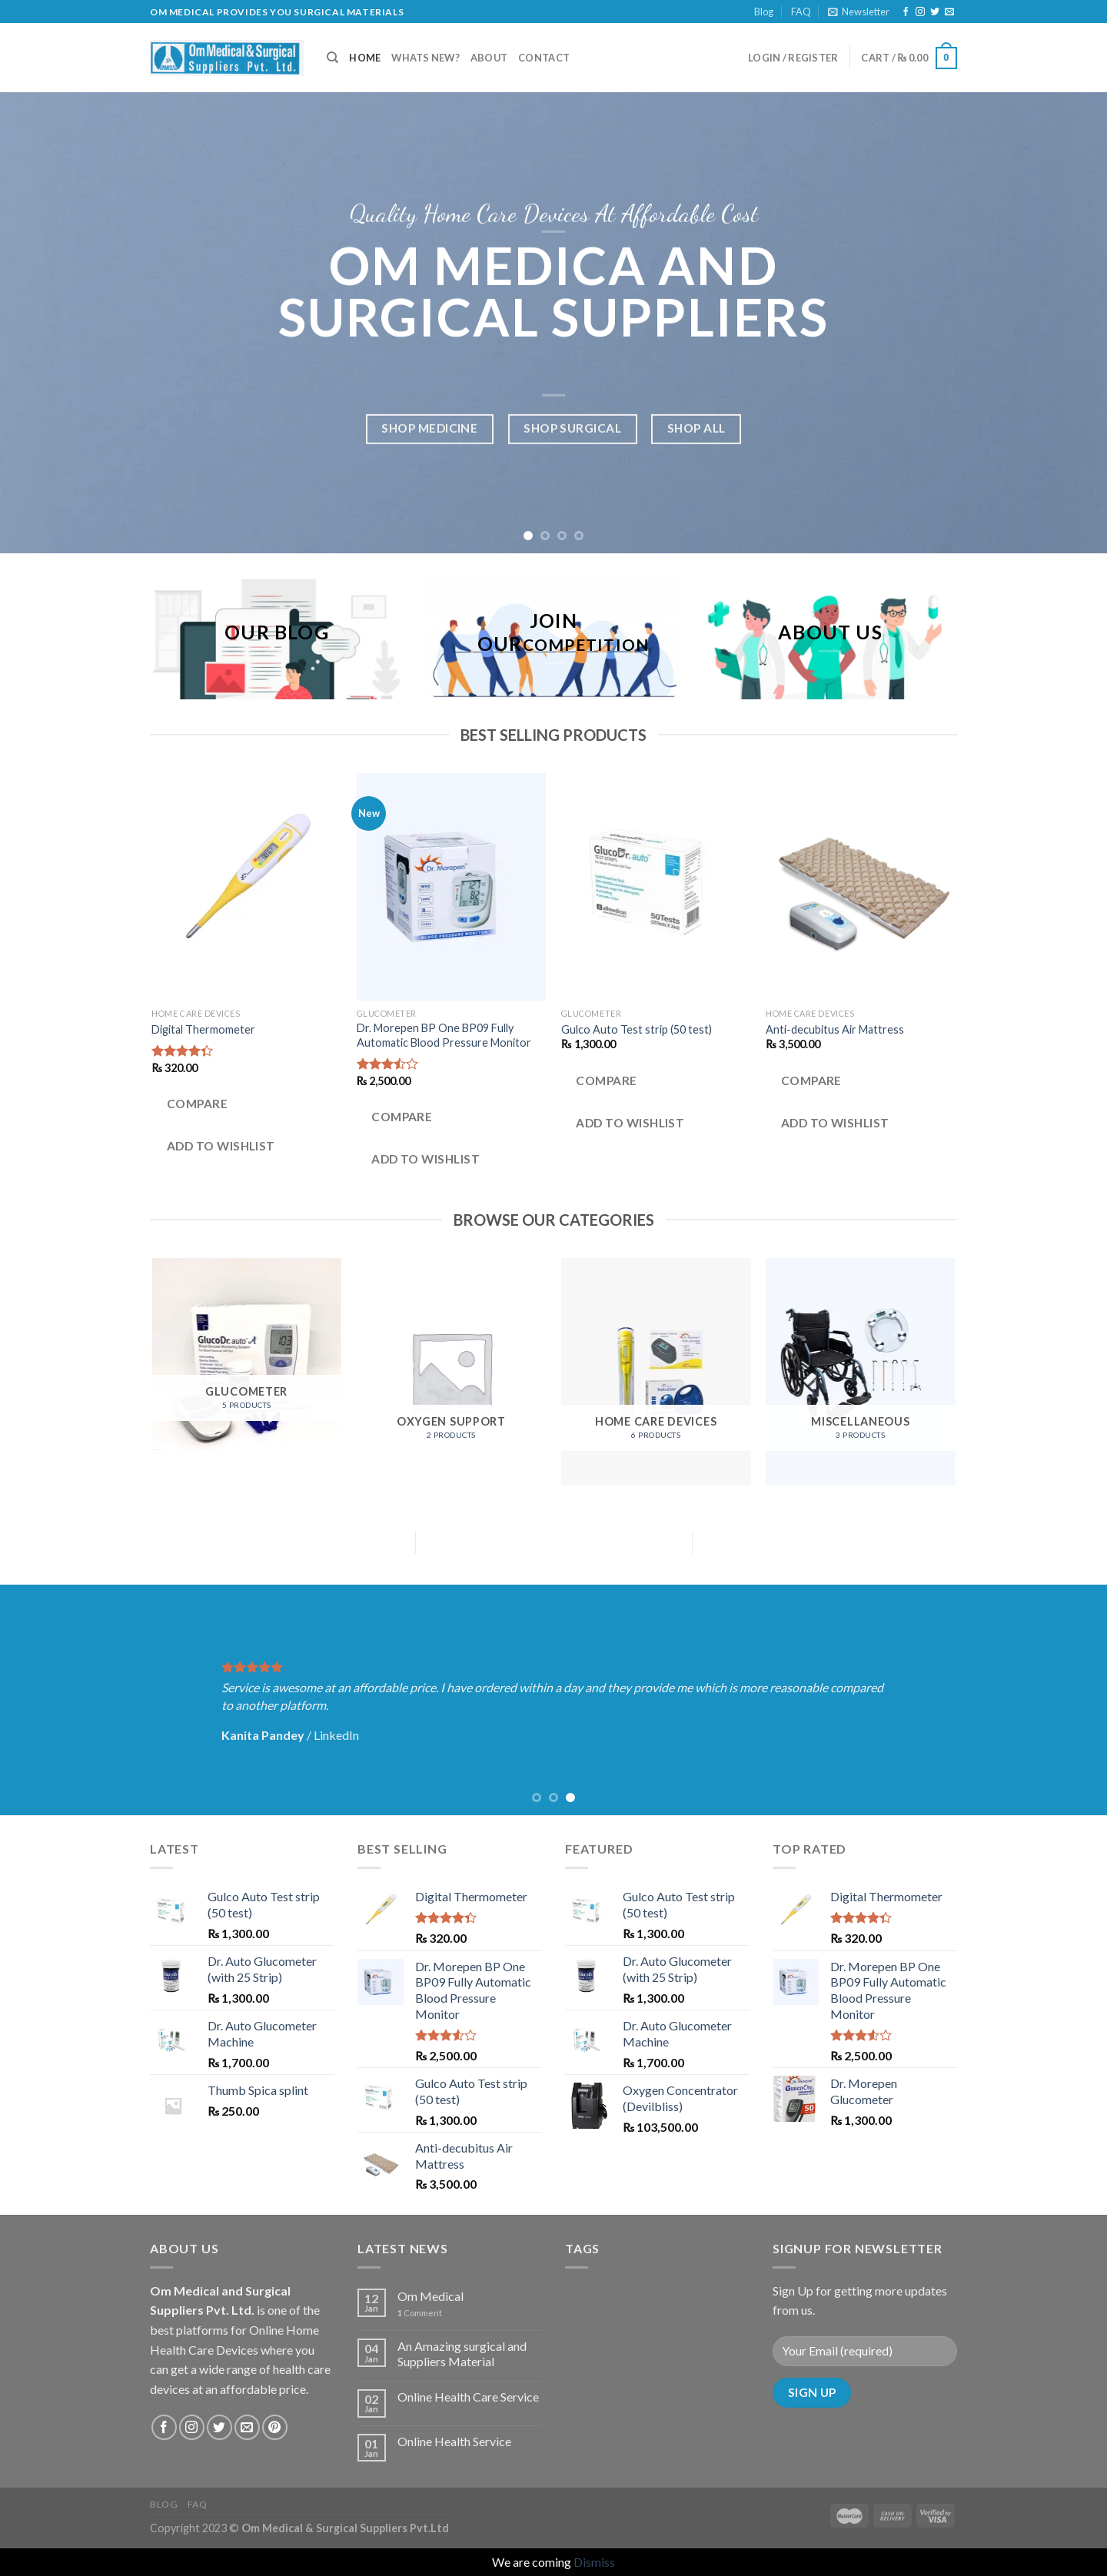 OM MEDICAL PROVIDES YOU SURGICAL MATERIALS
Blog
FAQ
Newsletter
Om Medical & Surgical
Suppliers Pvt. Ltd.
HOME
WHATS NEW?
ABOUT
CONTACT
LOGIN / REGISTER
CART / ₨ 0.00
0
Quality Home Care Devices At Affordable Cost
OM MEDICA AND
SURGICAL SUPPLIERS
SHOP MEDICINE
SHOP SURGICAL
SHOP ALL
OUR BLOG
JOIN
OUR COMPETITION
ABOUT US
BEST SELLING PRODUCTS
New
Dr. Morepen
BLOOD PRESSURE MONITOR
GlucoDr. auto™
TEST STRIPS
50Tests
HOME CARE DEVICES
Digital Thermometer
₨ 320.00
COMPARE
ADD TO WISHLIST
GLUCOMETER
Dr. Morepen BP One BP09 Fully
Automatic Blood Pressure Monitor
₨ 2,500.00
COMPARE
ADD TO WISHLIST
GLUCOMETER
Gulco Auto Test strip (50 test)
₨ 1,300.00
COMPARE
ADD TO WISHLIST
HOME CARE DEVICES
Anti-decubitus Air Mattress
₨ 3,500.00
COMPARE
ADD TO WISHLIST
BROWSE OUR CATEGORIES
GlucoDr. auto A
103
GLUCOMETER
5 PRODUCTS
OXYGEN SUPPORT
2 PRODUCTS
HOME CARE DEVICES
6 PRODUCTS
MISCELLANEOUS
3 PRODUCTS
Service is awesome at an affordable price. I have ordered within a day and they provide me which is more reasonable compared
to another platform.
Kanita Pandey / LinkedIn
LATEST
Gulco Auto Test strip
(50 test)
₨ 1,300.00
Dr. Auto Glucometer
(with 25 Strip)
₨ 1,300.00
Dr. Auto Glucometer
Machine
₨ 1,700.00
Thumb Spica splint
₨ 250.00
BEST SELLING
Digital Thermometer
₨ 320.00
Dr. Morepen BP One
BP09 Fully Automatic
Blood Pressure
Monitor
₨ 2,500.00
Gulco Auto Test strip
(50 test)
₨ 1,300.00
Anti-decubitus Air
Mattress
₨ 3,500.00
FEATURED
Gulco Auto Test strip
(50 test)
₨ 1,300.00
Dr. Auto Glucometer
(with 25 Strip)
₨ 1,300.00
Dr. Auto Glucometer
Machine
₨ 1,700.00
Oxygen Concentrator
(Devilbliss)
₨ 103,500.00
TOP RATED
Digital Thermometer
₨ 320.00
Dr. Morepen BP One
BP09 Fully Automatic
Blood Pressure
Monitor
₨ 2,500.00
Dr. Morepen
Glucometer
₨ 1,300.00
ABOUT US
Om Medical and Surgical
Suppliers Pvt. Ltd. is one of the
best platforms for Online Home
Health Care Devices where you
can get a wide range of health care
devices at an affordable price.
LATEST NEWS
12
Jan
Om Medical
1 Comment
04
Jan
An Amazing surgical and
Suppliers Material
02
Jan
Online Health Care Service
01
Jan
Online Health Service
TAGS
SIGNUP FOR NEWSLETTER
Sign Up for getting more updates
from us.
Your Email (required)
SIGN UP
BLOG
FAQ
Copyright 2023 © Om Medical & Surgical Suppliers Pvt.Ltd
MasterCard
CASH ON
DELIVERY
Verified by
VISA
We are coming Dismiss